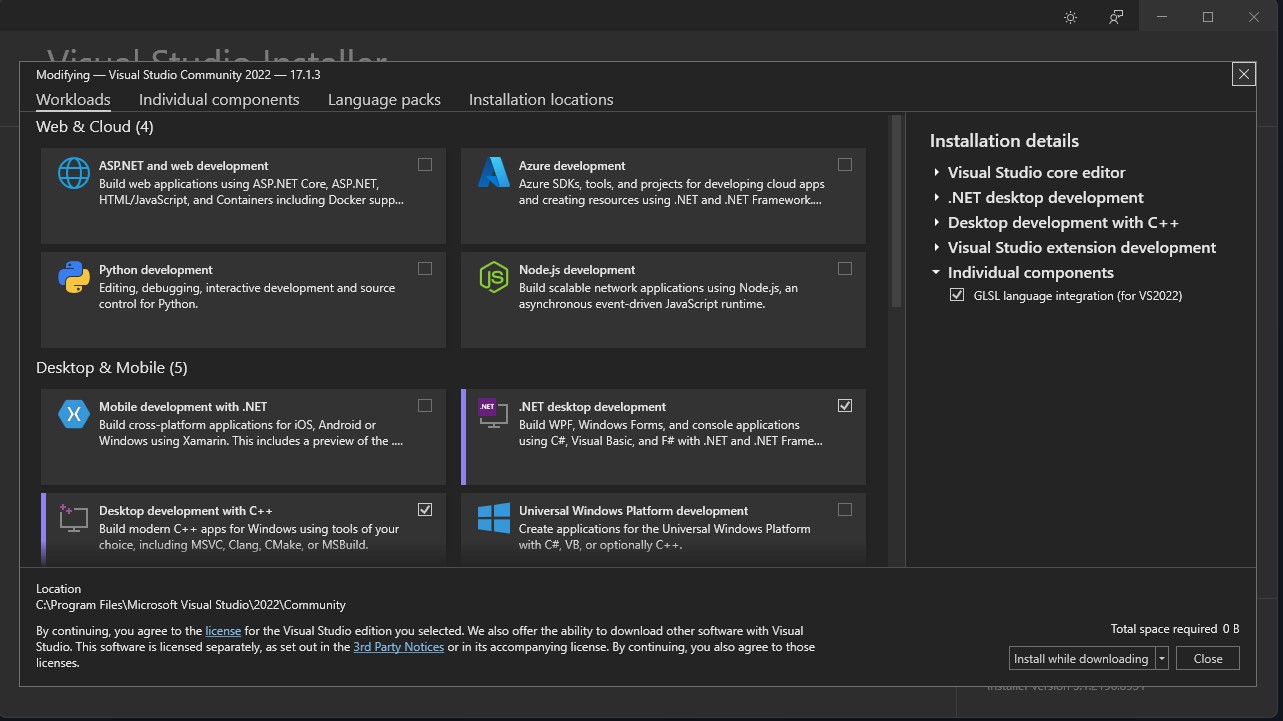 Visual Studio Installer
Modifying — Visual Studio Community 2022 — 17.1.3
Workloads
Individual components
Language packs
Installation locations
Web & Cloud (4)
ASP.NET and web development
Build web applications using ASP.NET Core, ASP.NET,
HTML/JavaScript, and Containers including Docker supp...
Azure development
Azure SDKs, tools, and projects for developing cloud apps
and creating resources using .NET and .NET Framework....
Python development
Editing, debugging, interactive development and source
control for Python.
Node.js development
Build scalable network applications using Node.js, an
asynchronous event-driven JavaScript runtime.
Desktop & Mobile (5)
Mobile development with .NET
Build cross-platform applications for iOS, Android or
Windows using Xamarin. This includes a preview of the ....
.NET
.NET desktop development
Build WPF, Windows Forms, and console applications
using C#, Visual Basic, and F# with .NET and .NET Frame...
Desktop development with C++
Build modern C++ apps for Windows using tools of your
choice, including MSVC, Clang, CMake, or MSBuild.
Universal Windows Platform development
Create applications for the Universal Windows Platform
with C#, VB, or optionally C++.
Installation details
Visual Studio core editor
.NET desktop development
Desktop development with C++
Visual Studio extension development
Individual components
GLSL language integration (for VS2022)
Location
C:\Program Files\Microsoft Visual Studio\2022\Community
By continuing, you agree to the license for the Visual Studio edition you selected. We also offer the ability to download other software with Visual
Studio. This software is licensed separately, as set out in the 3rd Party Notices or in its accompanying license. By continuing, you also agree to those
licenses.
Total space required 0 B
Install while downloading
Close
Installer version